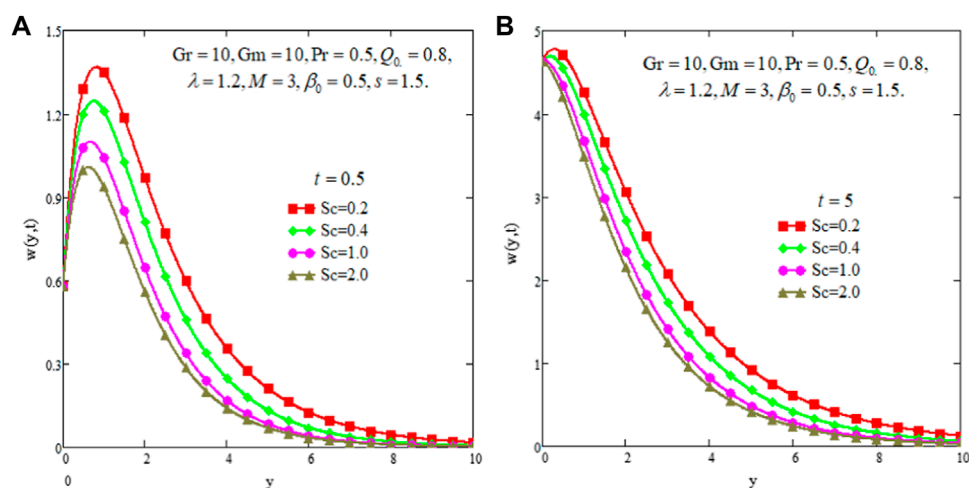 A
Gr = 10, Gm = 10, Pr = 0.5, Q₀. = 0.8,
λ = 1.2, M = 3, β₀ = 0.5, s = 1.5.
t = 0.5
Sc=0.2
Sc=0.4
Sc=1.0
Sc=2.0
w(y,t)
1.5
1.2
0.9
0.6
0.3
0
0 2 4 6 8 10
0
y
B
Gr = 10, Gm = 10, Pr = 0.5, Q₀. = 0.8,
λ = 1.2, M = 3, β₀ = 0.5, s = 1.5.
t = 5
Sc=0.2
Sc=0.4
Sc=1.0
Sc=2.0
w(y,t)
5
4
3
2
1
0
0 2 4 6 8 10
y